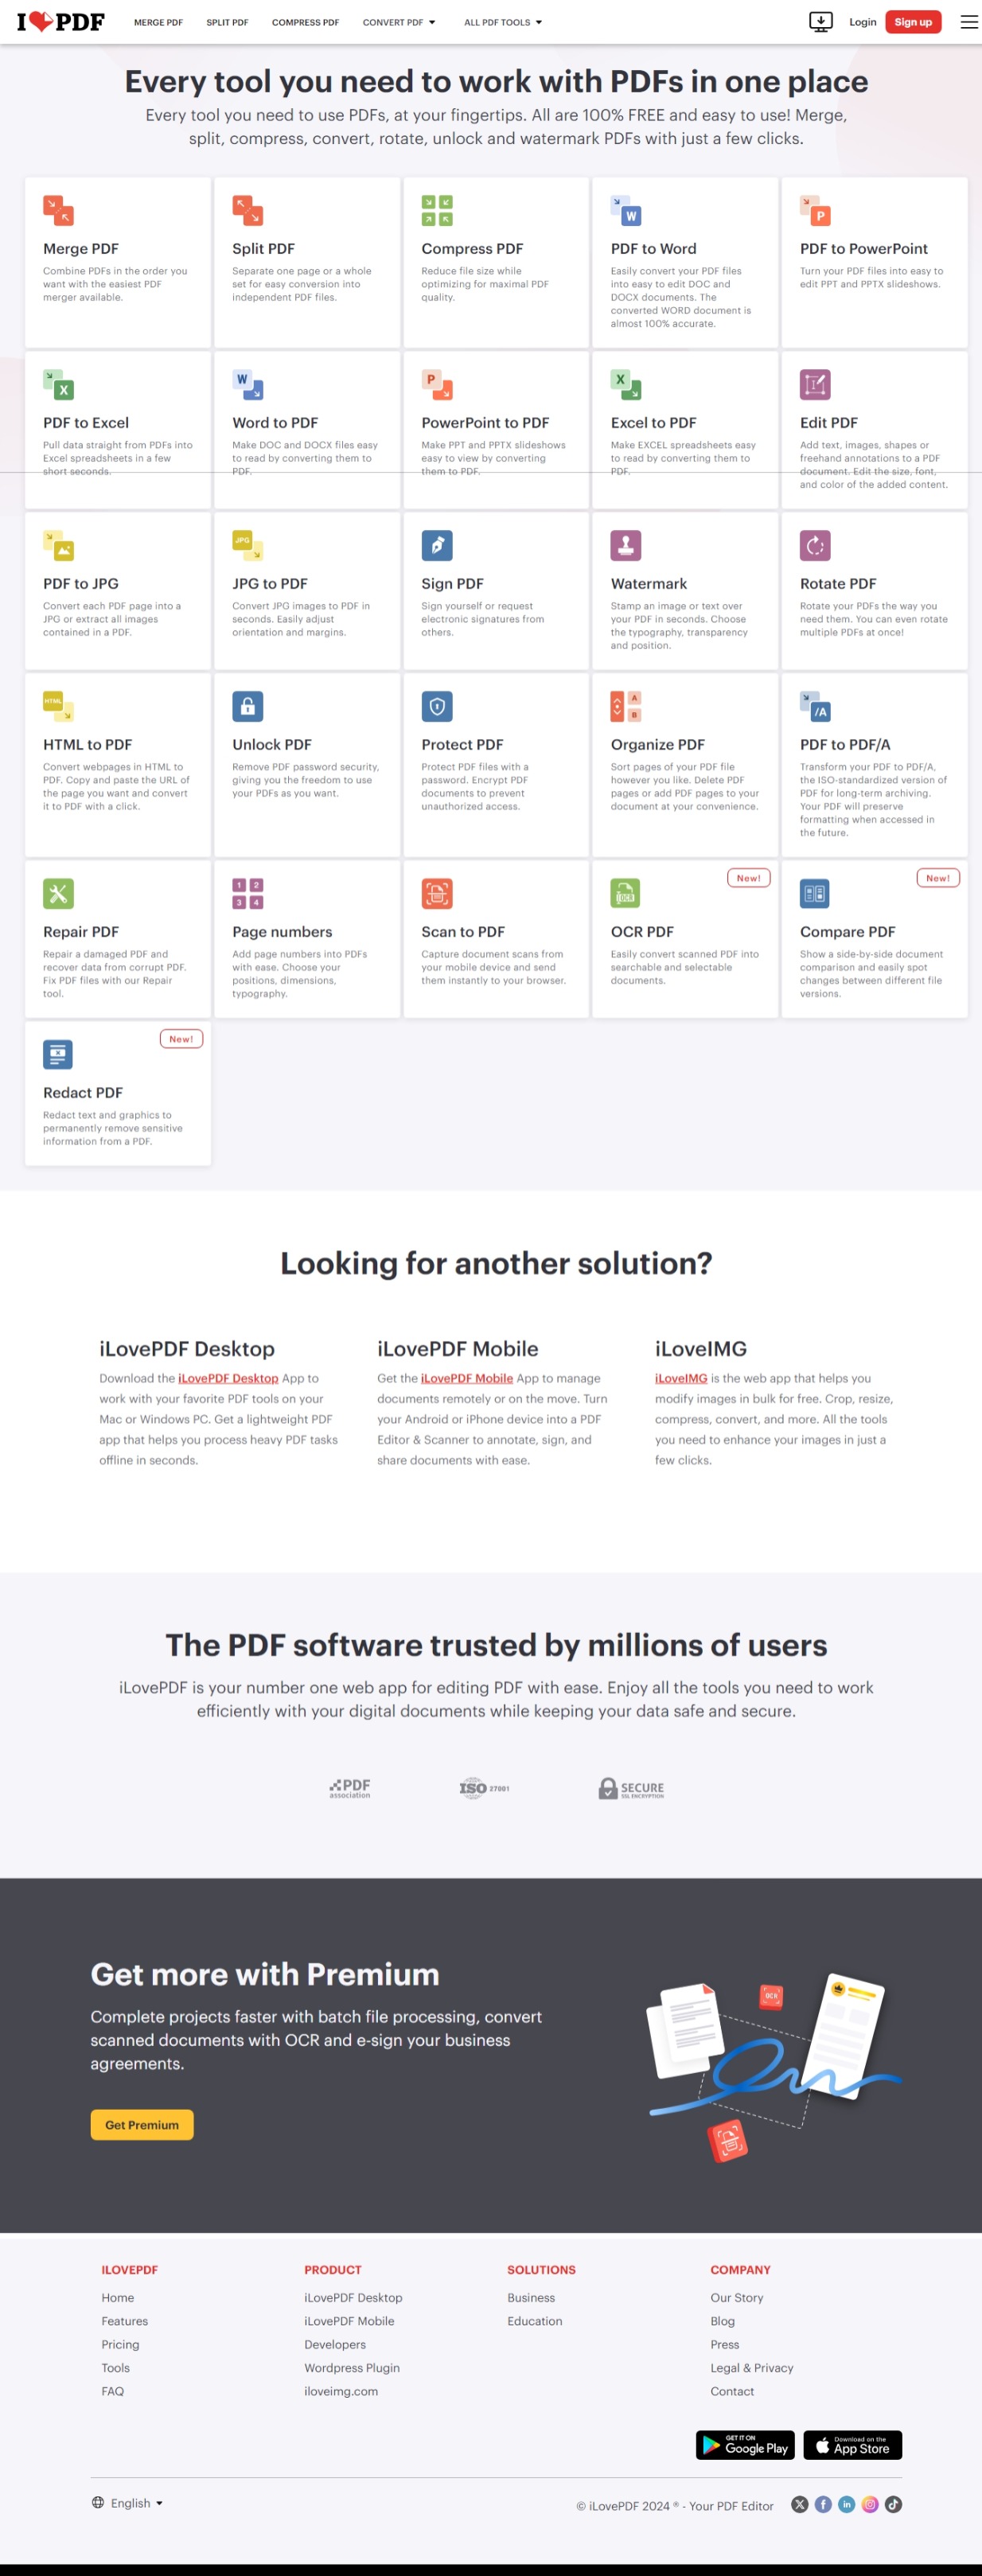 I PDF
MERGE PDF
SPLIT PDF
COMPRESS PDF
CONVERT PDF
ALL PDF TOOLS
Login
Sign up
Every tool you need to work with PDFs in one place
Every tool you need to use PDFs, at your fingertips. All are 100% FREE and easy to use! Merge,
split, compress, convert, rotate, unlock and watermark PDFs with just a few clicks.
Merge PDF
Combine PDFs in the order you
want with the easiest PDF
merger available.
Split PDF
Separate one page or a whole
set for easy conversion into
independent PDF files.
Compress PDF
Reduce file size while
optimizing for maximal PDF
quality.
W
PDF to Word
Easily convert your PDF files
into easy to edit DOC and
DOCX documents. The
converted WORD document is
almost 100% accurate.
P
PDF to PowerPoint
Turn your PDF files into easy to
edit PPT and PPTX slideshows.
X
PDF to Excel
Pull data straight from PDFs into
Excel spreadsheets in a few
short seconds.
W
Word to PDF
Make DOC and DOCX files easy
to read by converting them to
PDF.
P
PowerPoint to PDF
Make PPT and PPTX slideshows
easy to view by converting
them to PDF.
X
Excel to PDF
Make EXCEL spreadsheets easy
to read by converting them to
PDF.
Edit PDF
Add text, images, shapes or
freehand annotations to a PDF
document. Edit the size, font,
and color of the added content.
PDF to JPG
Convert each PDF page into a
JPG or extract all images
contained in a PDF.
JPG
JPG to PDF
Convert JPG images to PDF in
seconds. Easily adjust
orientation and margins.
Sign PDF
Sign yourself or request
electronic signatures from
others.
Watermark
Stamp an image or text over
your PDF in seconds. Choose
the typography, transparency
and position.
Rotate PDF
Rotate your PDFs the way you
need them. You can even rotate
multiple PDFs at once!
HTML
HTML to PDF
Convert webpages in HTML to
PDF. Copy and paste the URL of
the page you want and convert
it to PDF with a click.
Unlock PDF
Remove PDF password security,
giving you the freedom to use
your PDFs as you want.
Protect PDF
Protect PDF files with a
password. Encrypt PDF
documents to prevent
unauthorized access.
A
B
Organize PDF
Sort pages of your PDF file
however you like. Delete PDF
pages or add PDF pages to your
document at your convenience.
/A
PDF to PDF/A
Transform your PDF to PDF/A,
the ISO-standardized version of
PDF for long-term archiving.
Your PDF will preserve
formatting when accessed in
the future.
Repair PDF
Repair a damaged PDF and
recover data from corrupt PDF.
Fix PDF files with our Repair
tool.
1 2
3 4
Page numbers
Add page numbers into PDFs
with ease. Choose your
positions, dimensions,
typography.
Scan to PDF
Capture document scans from
your mobile device and send
them instantly to your browser.
New!
OCR
OCR PDF
Easily convert scanned PDF into
searchable and selectable
documents.
New!
Compare PDF
Show a side-by-side document
comparison and easily spot
changes between different file
versions.
New!
Redact PDF
Redact text and graphics to
permanently remove sensitive
information from a PDF.
Looking for another solution?
iLovePDF Desktop
Download the iLovePDF Desktop App to
work with your favorite PDF tools on your
Mac or Windows PC. Get a lightweight PDF
app that helps you process heavy PDF tasks
offline in seconds.
iLovePDF Mobile
Get the iLovePDF Mobile App to manage
documents remotely or on the move. Turn
your Android or iPhone device into a PDF
Editor & Scanner to annotate, sign, and
share documents with ease.
iLoveIMG
iLoveIMG is the web app that helps you
modify images in bulk for free. Crop, resize,
compress, convert, and more. All the tools
you need to enhance your images in just a
few clicks.
The PDF software trusted by millions of users
iLovePDF is your number one web app for editing PDF with ease. Enjoy all the tools you need to work
efficiently with your digital documents while keeping your data safe and secure.
PDF
association
ISO 27001
SECURE
SSL ENCRYPTION
Get more with Premium
Complete projects faster with batch file processing, convert
scanned documents with OCR and e-sign your business
agreements.
Get Premium
OCR
ILOVEPDF
Home
Features
Pricing
Tools
FAQ
PRODUCT
iLovePDF Desktop
iLovePDF Mobile
Developers
Wordpress Plugin
iloveimg.com
SOLUTIONS
Business
Education
COMPANY
Our Story
Blog
Press
Legal & Privacy
Contact
GET IT ON
Google Play
Download on the
App Store
English
© iLovePDF 2024 ® - Your PDF Editor